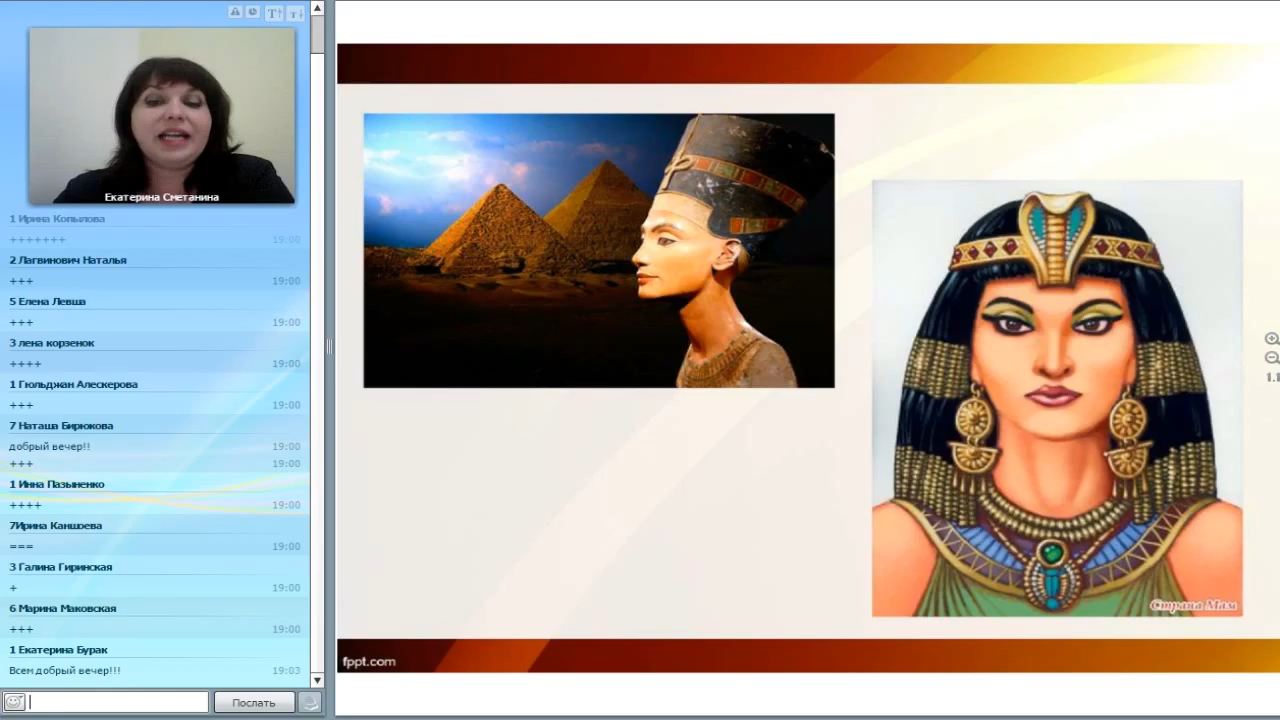 Екатерина Сметанина
1 Ирина Копылова
+++++++ 19:00
2 Лагвинович Наталья
+++ 19:00
5 Елена Левша
+++ 19:00
3 лена корзенок
++++ 19:00
1 Гюльджан Алескерова
+++ 19:00
7 Наташа Бирюкова
добрый вечер!! 19:00
+++ 19:00
1 Инна Пазыненко
++++ 19:00
7Ирина Каншоева
=== 19:00
3 Галина Гиринская
+ 19:00
6 Марина Маковская
+++ 19:00
1 Екатерина Бурак
Всем добрый вечер!!! 19:03
Послать
Страна Мам
fppt.com